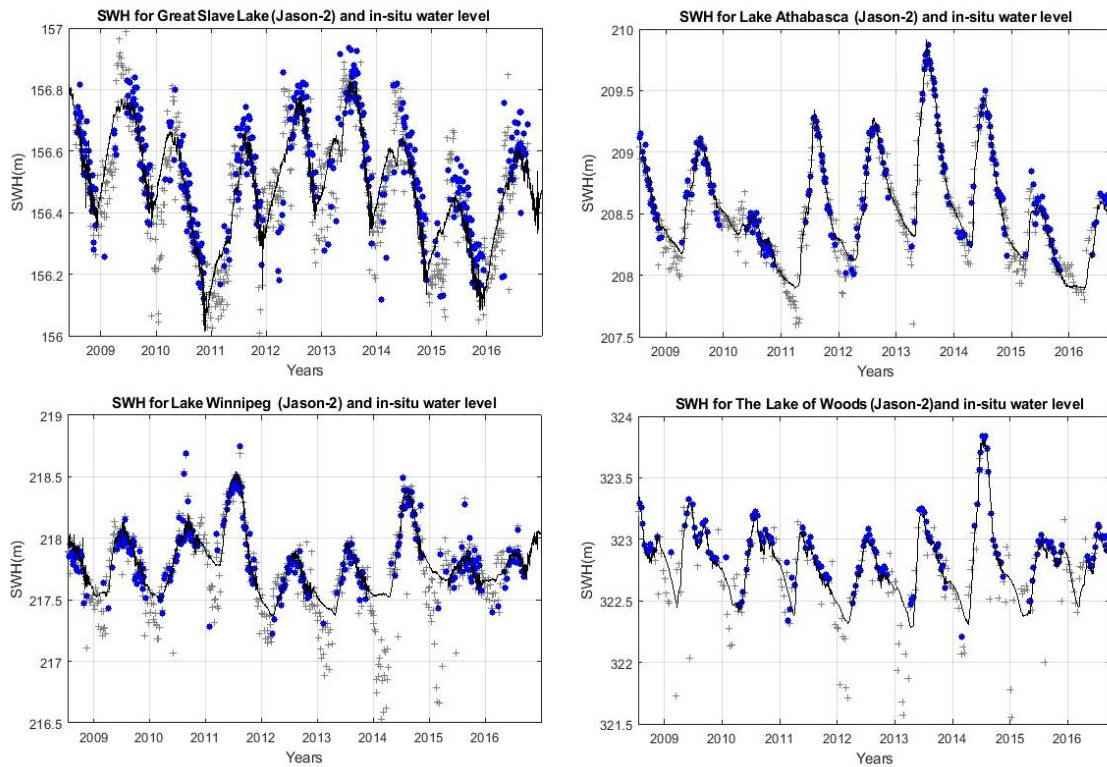 SWH for Great Slave Lake (Jason-2) and in-situ water level
157
156.8
156.6
156.4
156.2
156
SWH(m)
2009 2010 2011 2012 2013 2014 2015 2016
Years
SWH for Lake Athabasca (Jason-2) and in-situ water level
210
209.5
209
208.5
208
207.5
SWH(m)
2009 2010 2011 2012 2013 2014 2015 2016
Years
SWH for Lake Winnipeg (Jason-2) and in-situ water level
219
218.5
218
217.5
217
216.5
SWH(m)
2009 2010 2011 2012 2013 2014 2015 2016
Years
SWH for The Lake of Woods (Jason-2)and in-situ water level
324
323.5
323
322.5
322
321.5
SWH(m)
2009 2010 2011 2012 2013 2014 2015 2016
Years